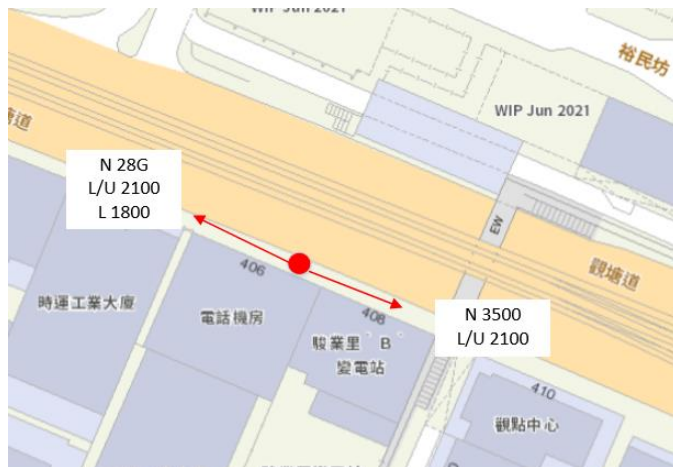 WIP Jun 2021
裕民坊
WIP Jun 2021
塘道
N 28G
L/U 2100
L 1800
EW
觀塘道
406
時運工業大廈
電話機房
408
駿業里 ` B `
變電站
N 3500
L/U 2100
410
觀點中心